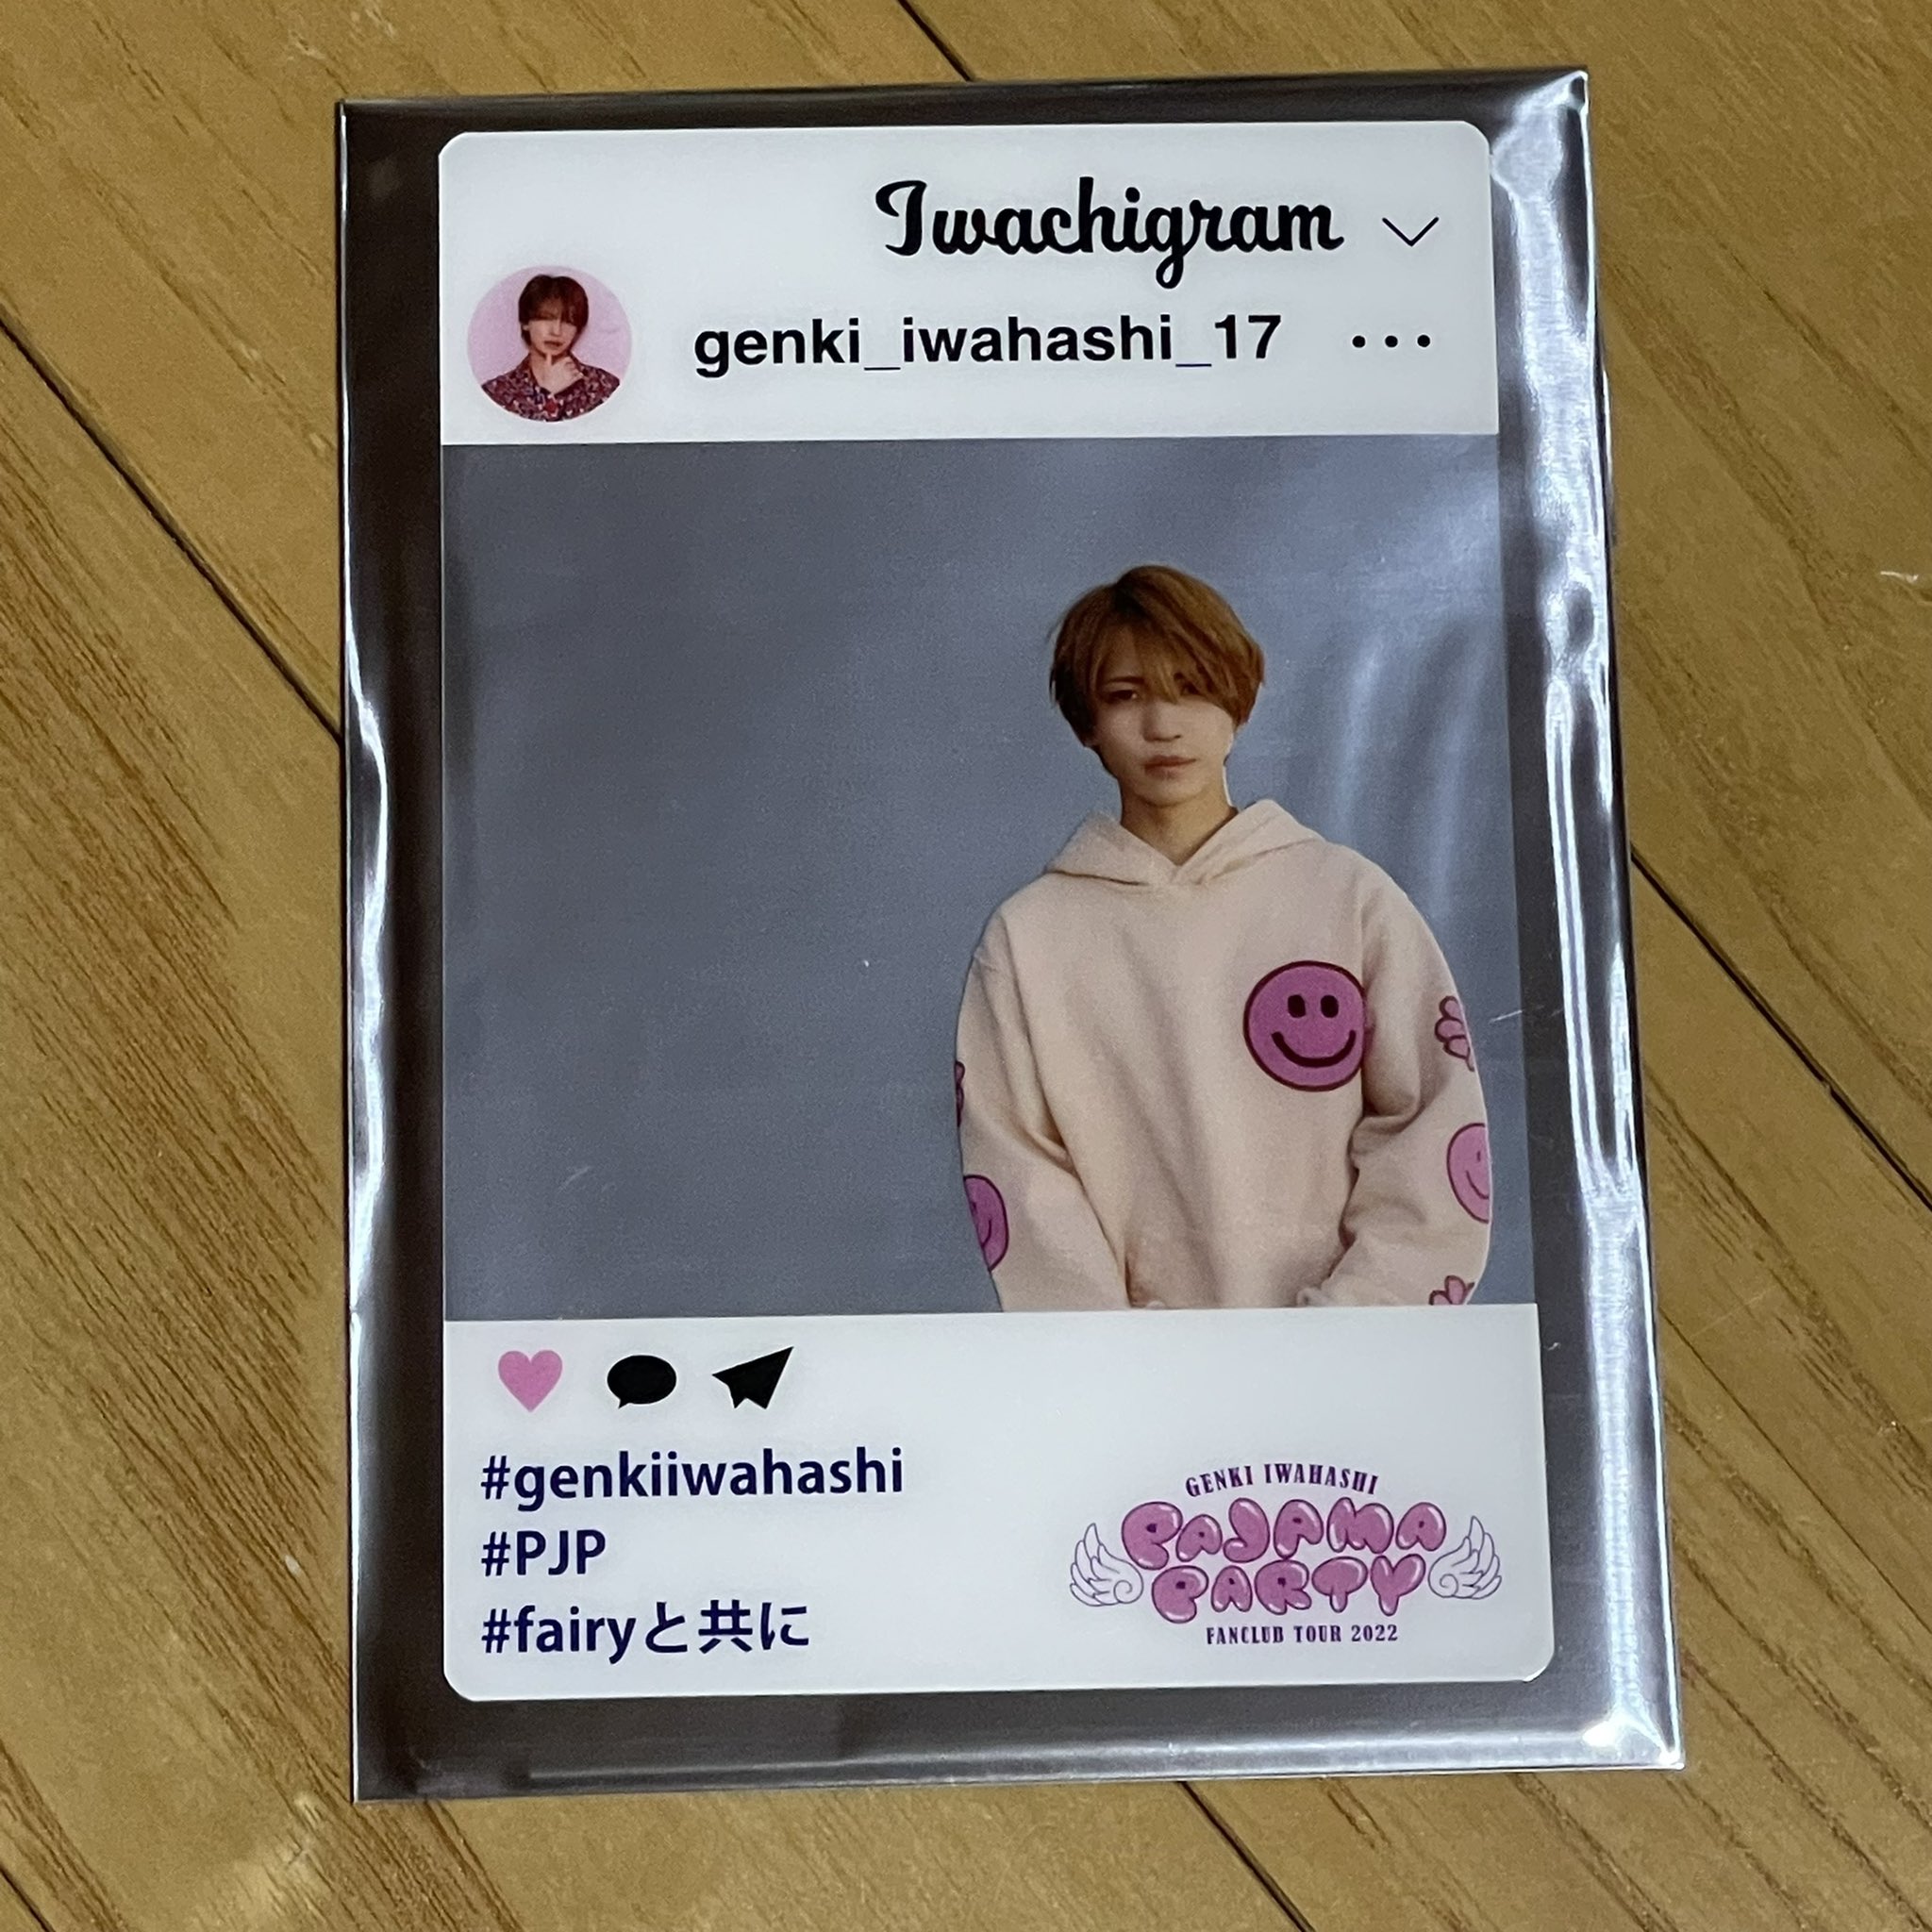 Iwachigram
genki_iwahashi_17
#genkiiwahashi
#PJP
#fairyと共に
GENKI IWAHASHI
PAJAMA
PARTY
FANCLUB TOUR 2022